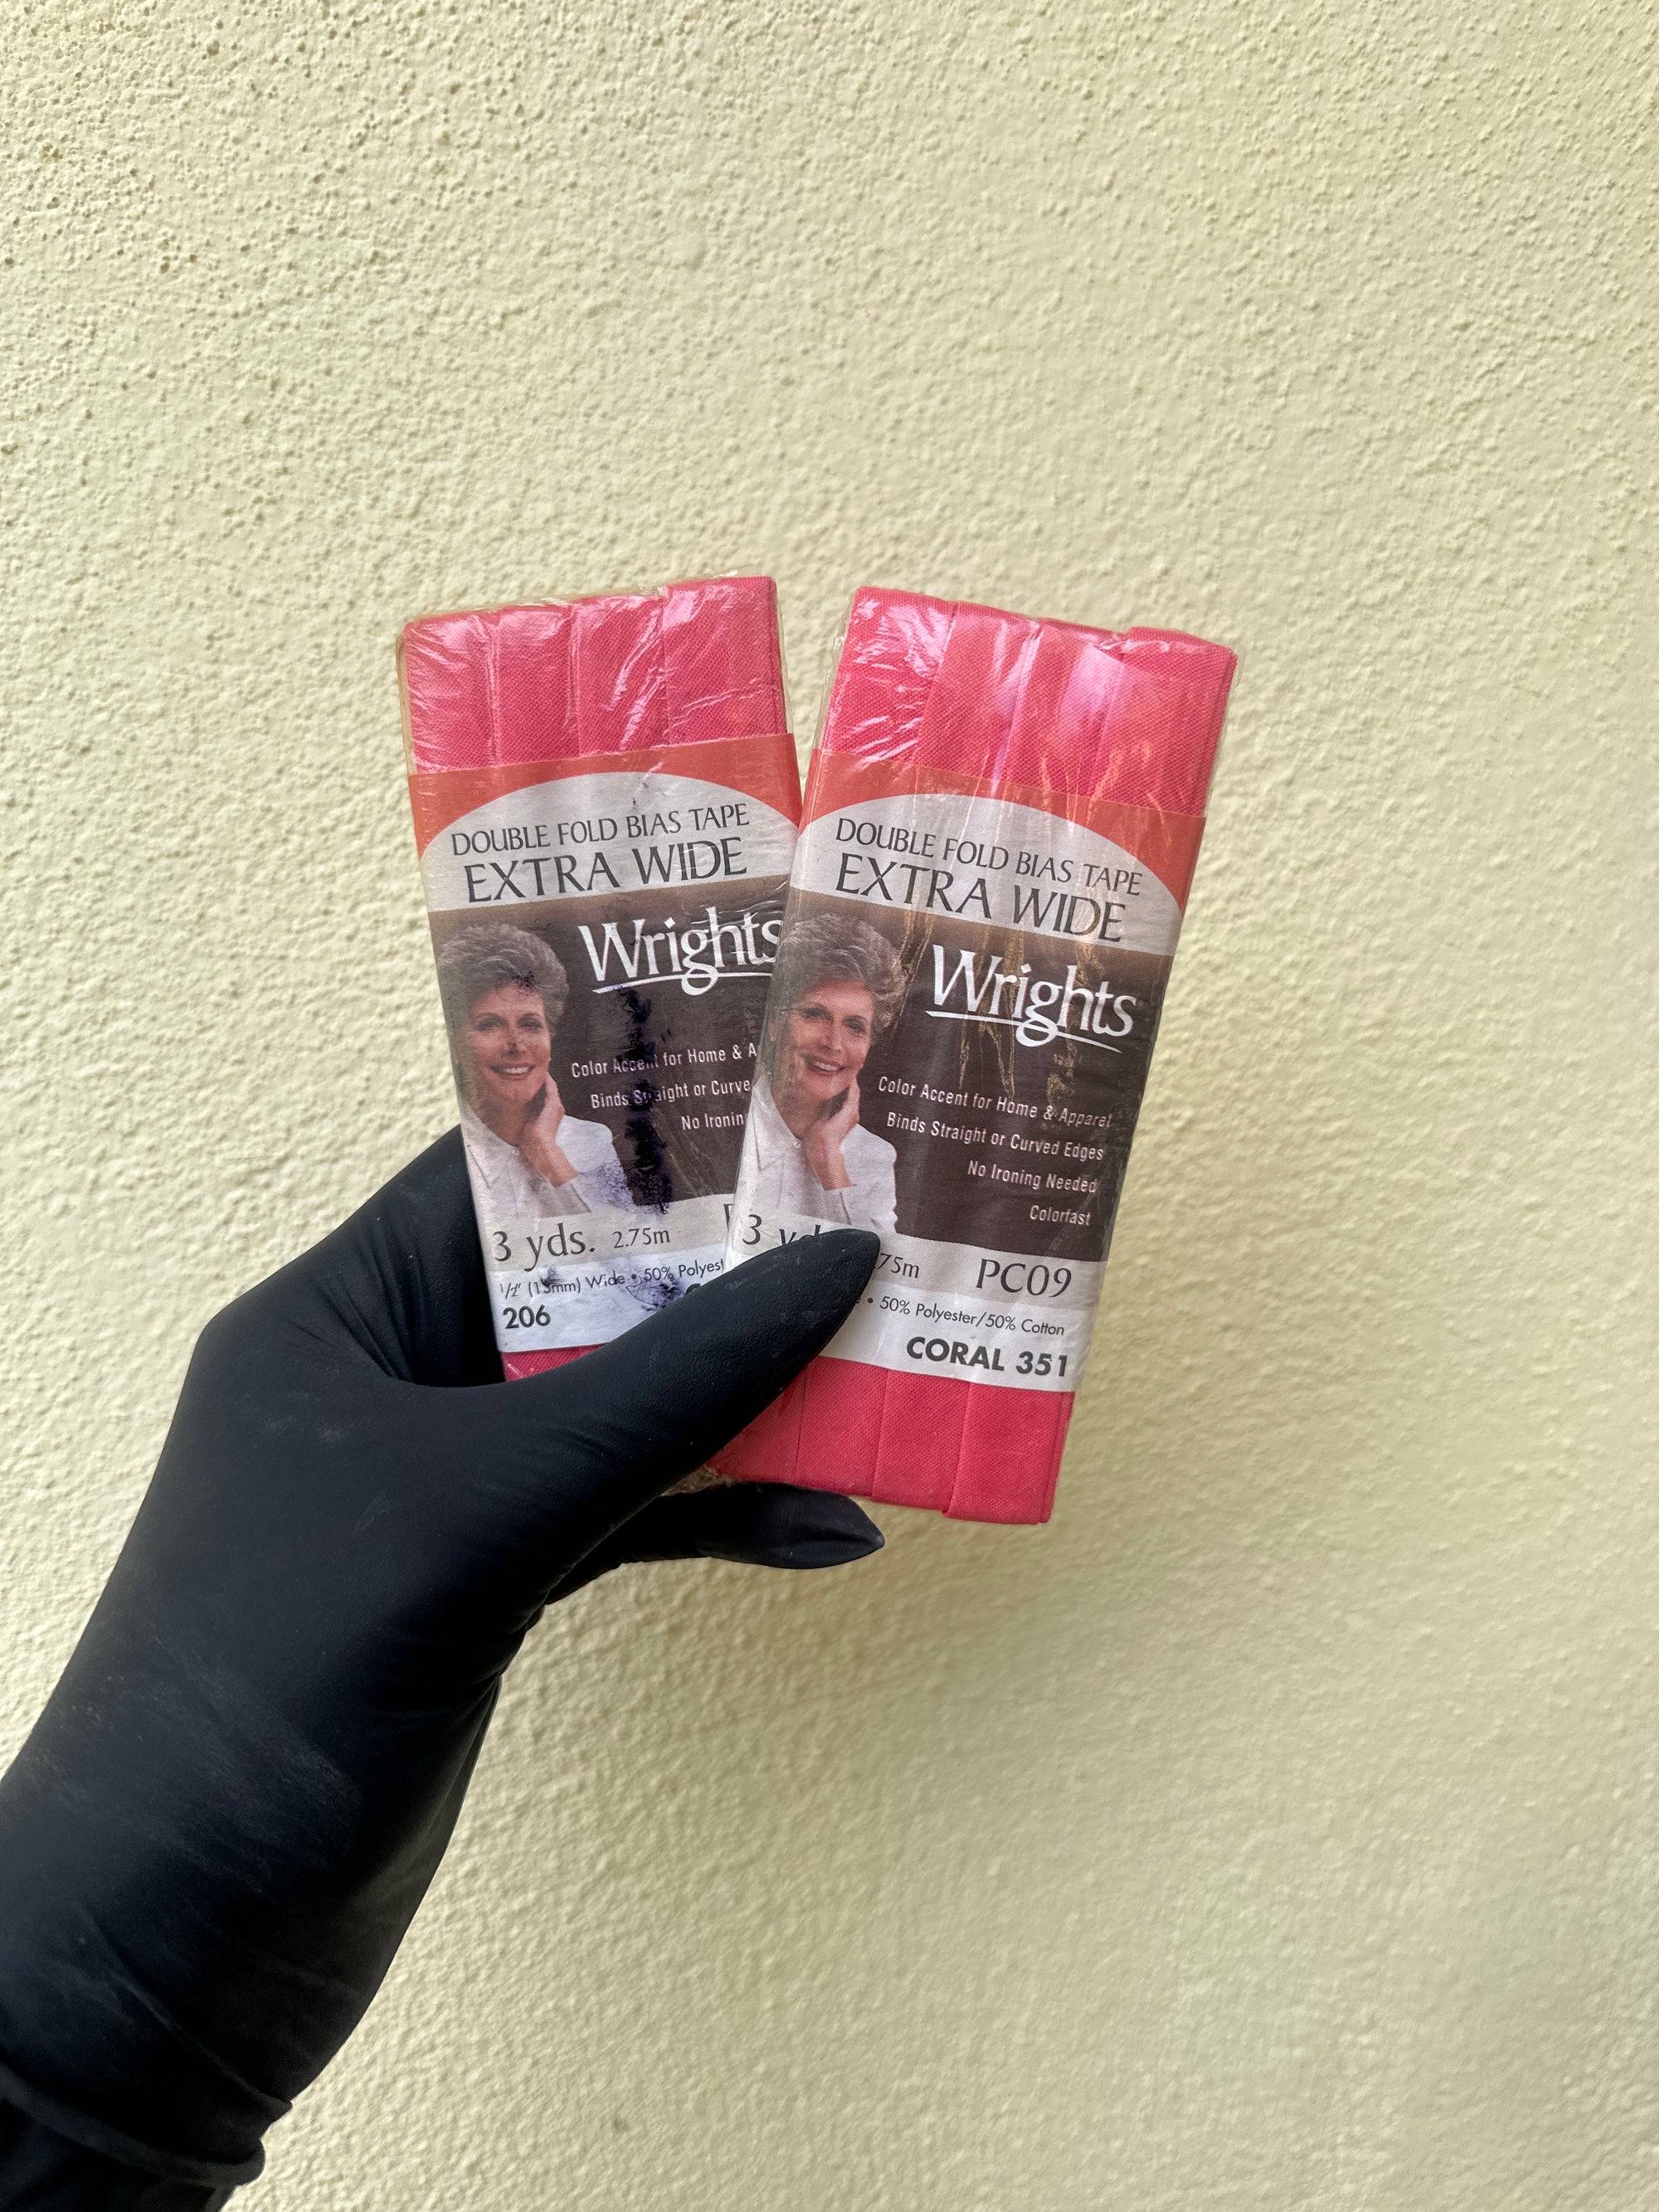 DOUBLE FOLD BIAS TAPE
EXTRA WIDE
Wrights
Color Accent for Home &
Binds Straight or Curve
No Ironin
3 yds. 2.75m
1/2" (13mm) Wide • 50% Polyest
206
DOUBLE FOLD BIAS TAPE
EXTRA WIDE
Wrights
Color Accent for Home & Apparel
Binds Straight or Curved Edges
No Ironing Needed
Colorfast
3 75m PC09
• 50% Polyester/50% Cotton
CORAL 351